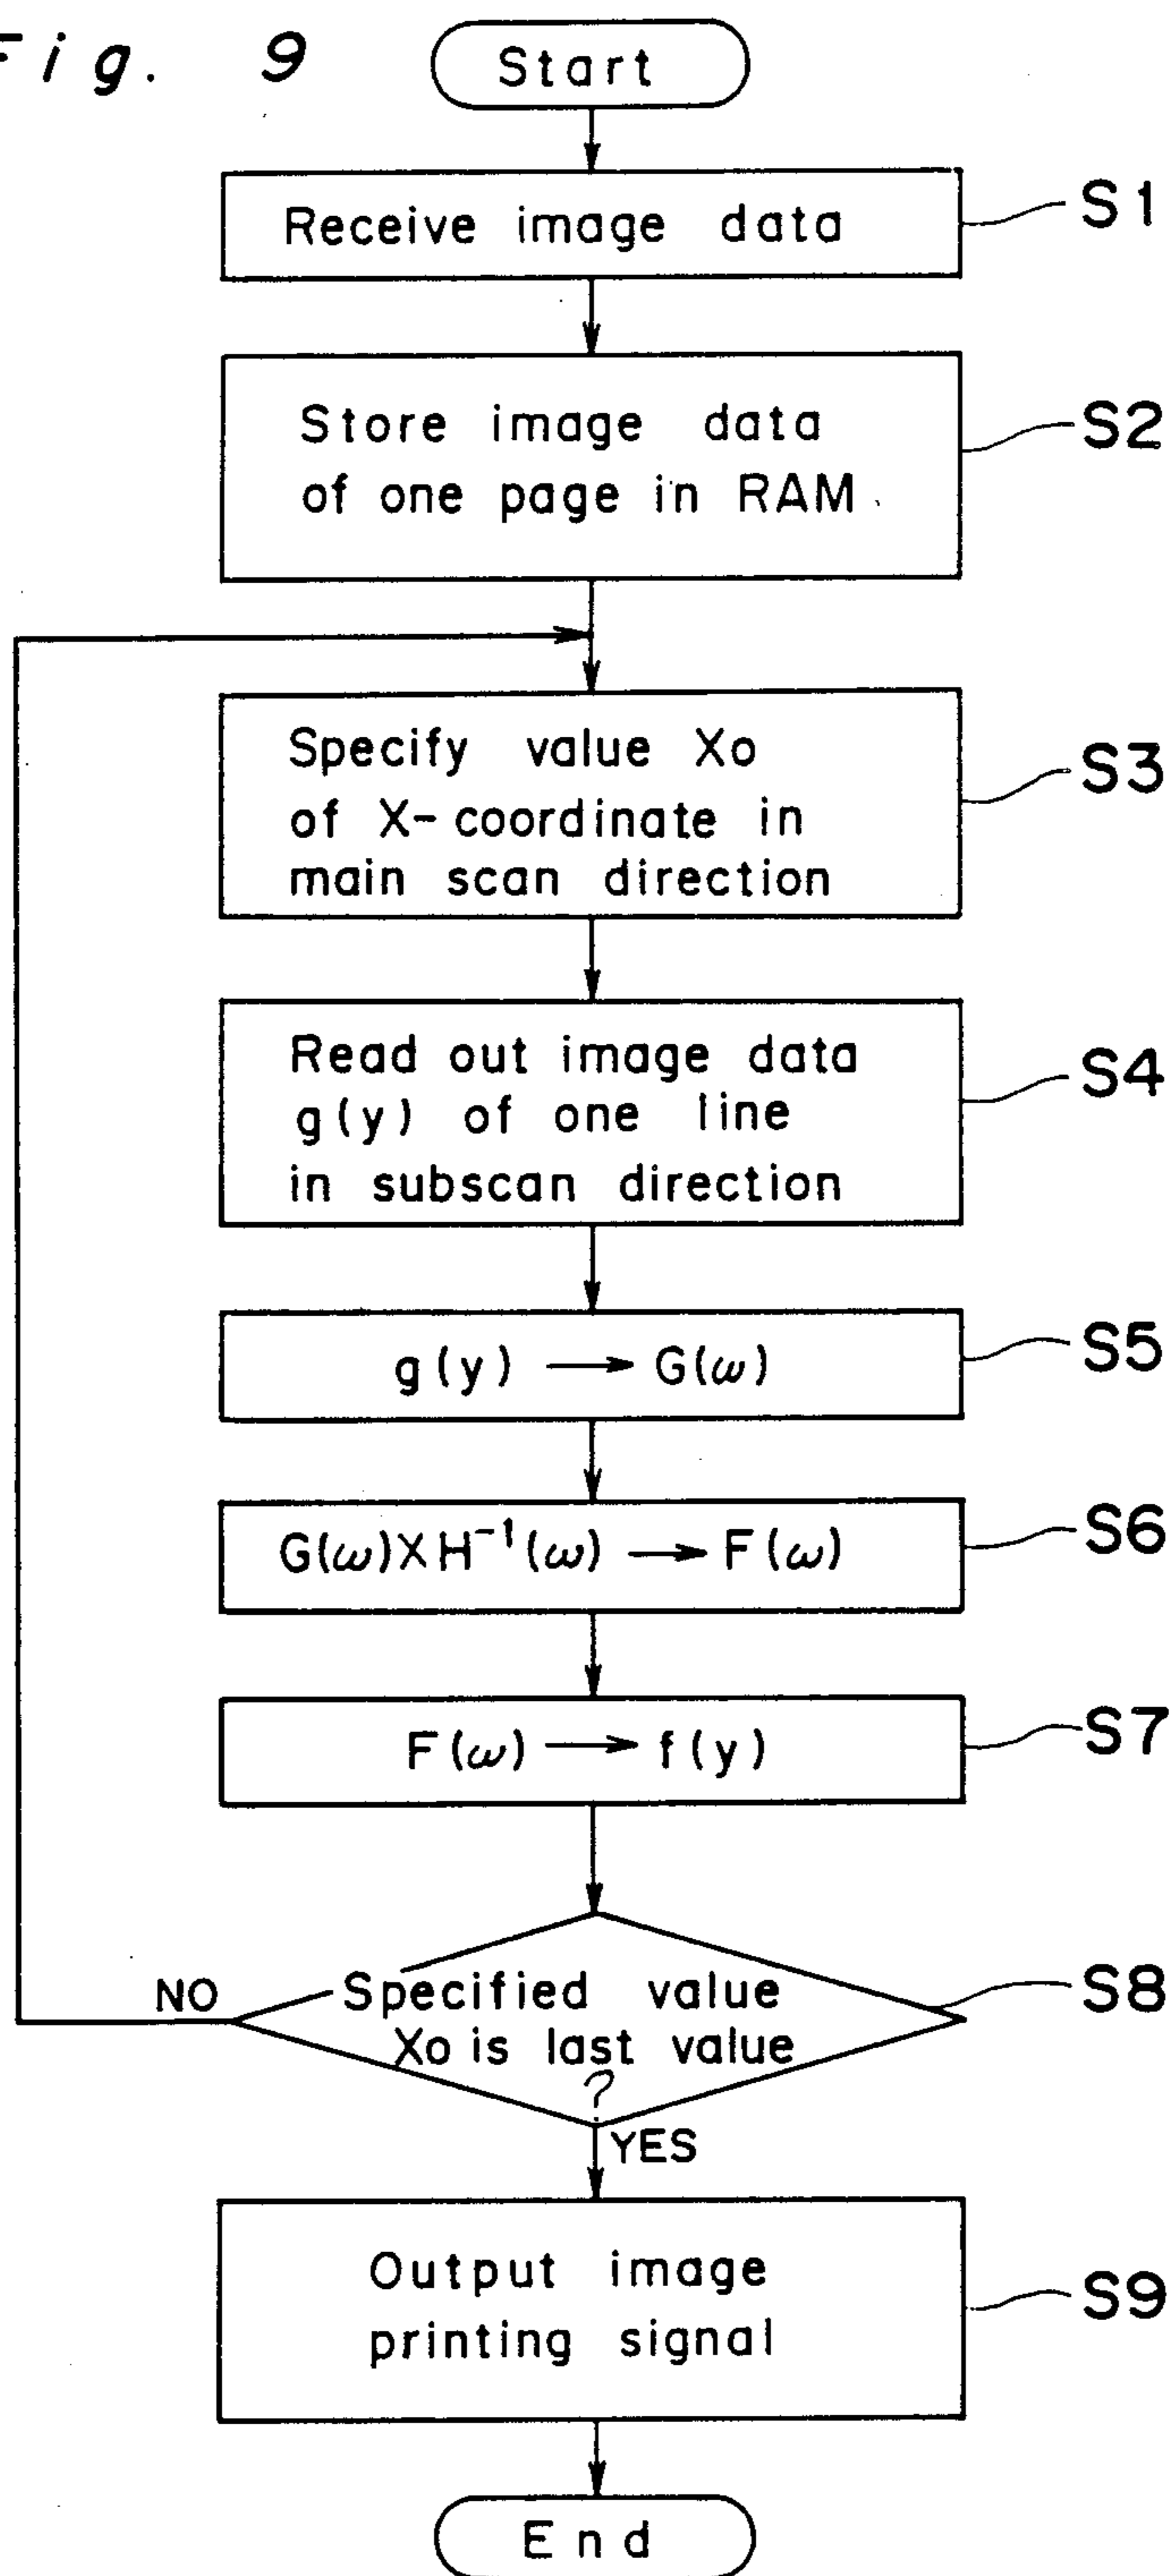 Fig. 9
Start
Receive image data
S1
Store image data
of one page in RAM
S2
Specify value Xo
of X-coordinate in
main scan direction
S3
Read out image data
g(y) of one line
in subscan direction
S4
g(y) → G(ω)
S5
G(ω)XH⁻¹(ω) → F(ω)
S6
F(ω) → f(y)
S7
NO
Specified value
Xo is last value
?
S8
YES
Output image
printing signal
S9
End